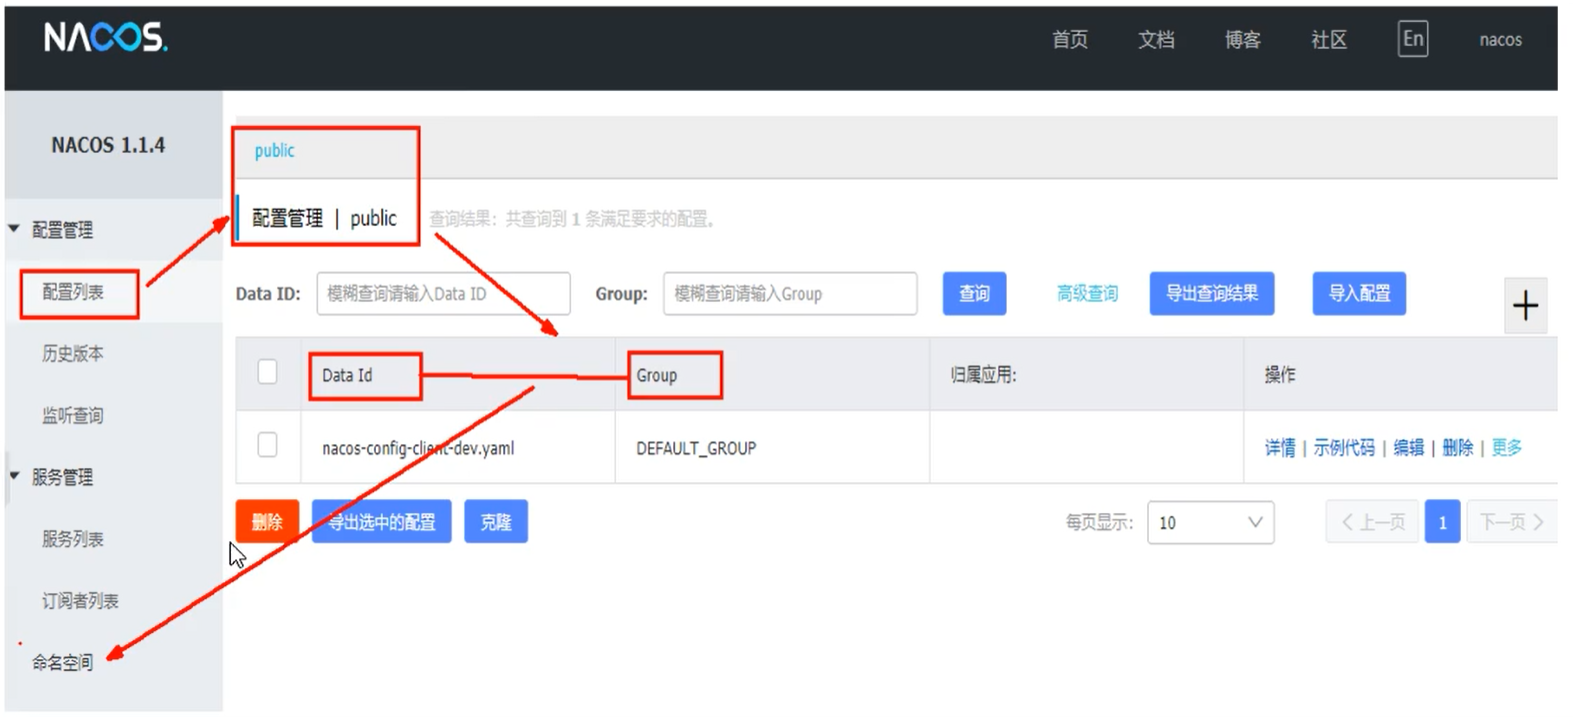 NACOS.
首页 文档 博客 社区 En nacos
NACOS 1.1.4
public
配置管理
配置管理 | public 查询结果：共查询到 1 条满足要求的配置。
配置列表
Data ID: 模糊查询请输入Data ID Group: 模糊查询请输入Group 查询 高级查询 导出查询结果 导入配置
+
历史版本
Data Id Group 归属应用: 操作
监听查询
nacos-config-client-dev.yaml DEFAULT_GROUP 详情 | 示例代码 | 编辑 | 删除 | 更多
服务管理
删除 导出选中的配置 克隆 每页显示: 10 上一页 1 下一页
服务列表
订阅者列表
命名空间